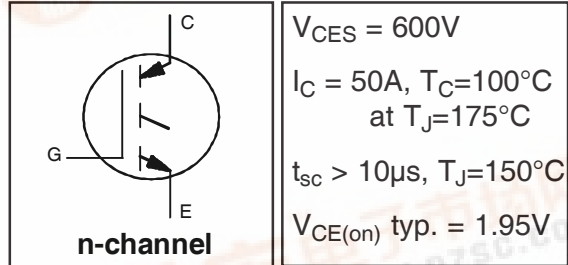 C
G
E
n-channel
V_CES = 600V
I_C = 50A, T_C=100°C
at T_J=175°C
t_sc > 10µs, T_J=150°C
V_CE(on) typ. = 1.95V